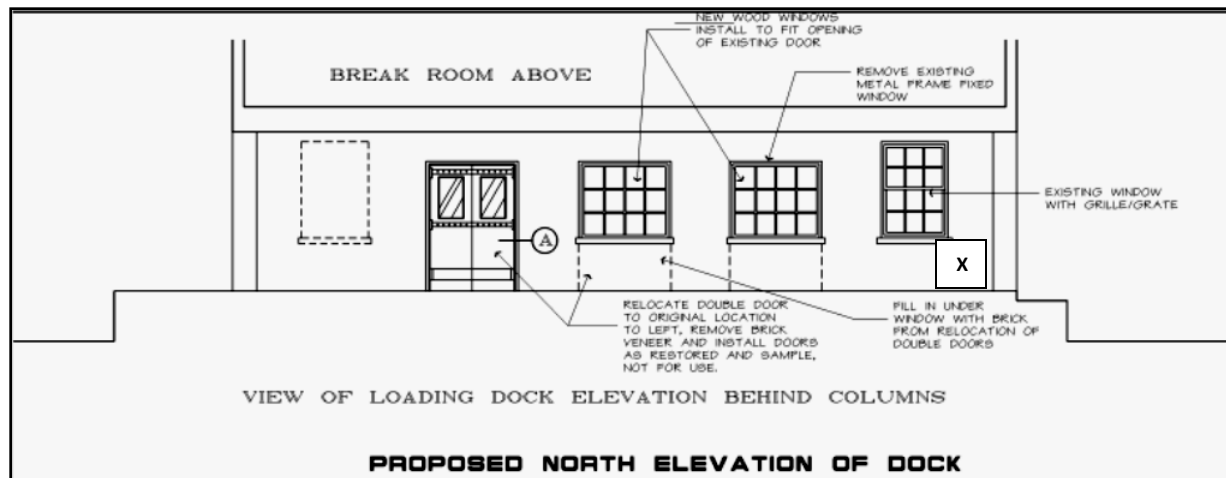 NEW WOOD WINDOWS
INSTALL TO FIT OPENING
OF EXISTING DOOR
BREAK ROOM ABOVE
REMOVE EXISTING
METAL FRAME FIXED
WINDOW
EXISTING WINDOW
WITH GRILLE/GRATE
A
X
RELOCATE DOUBLE DOOR
TO ORIGINAL LOCATION
TO LEFT, REMOVE BRICK
VENEER AND INSTALL DOORS
AS RESTORED AND SAMPLE,
NOT FOR USE.
FILL IN UNDER
WINDOW WITH BRICK
FROM RELOCATION OF
DOUBLE DOORS
VIEW OF LOADING DOCK ELEVATION BEHIND COLUMNS
PROPOSED NORTH ELEVATION OF DOCK